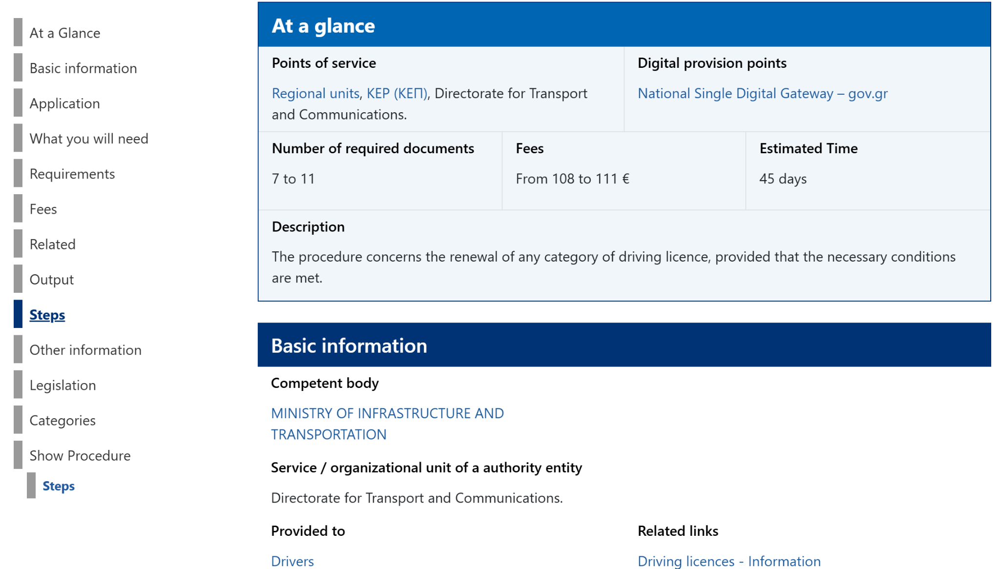 At a Glance
Basic information
Application
What you will need
Requirements
Fees
Related
Output
Steps
Other information
Legislation
Categories
Show Procedure
Steps
At a glance
Points of service
Regional units, KEP (ΚΕΠ), Directorate for Transport
and Communications.
Digital provision points
National Single Digital Gateway – gov.gr
Number of required documents
7 to 11
Fees
From 108 to 111 €
Estimated Time
45 days
Description
The procedure concerns the renewal of any category of driving licence, provided that the necessary conditions
are met.
Basic information
Competent body
MINISTRY OF INFRASTRUCTURE AND
TRANSPORTATION
Service / organizational unit of a authority entity
Directorate for Transport and Communications.
Provided to
Drivers
Related links
Driving licences - Information